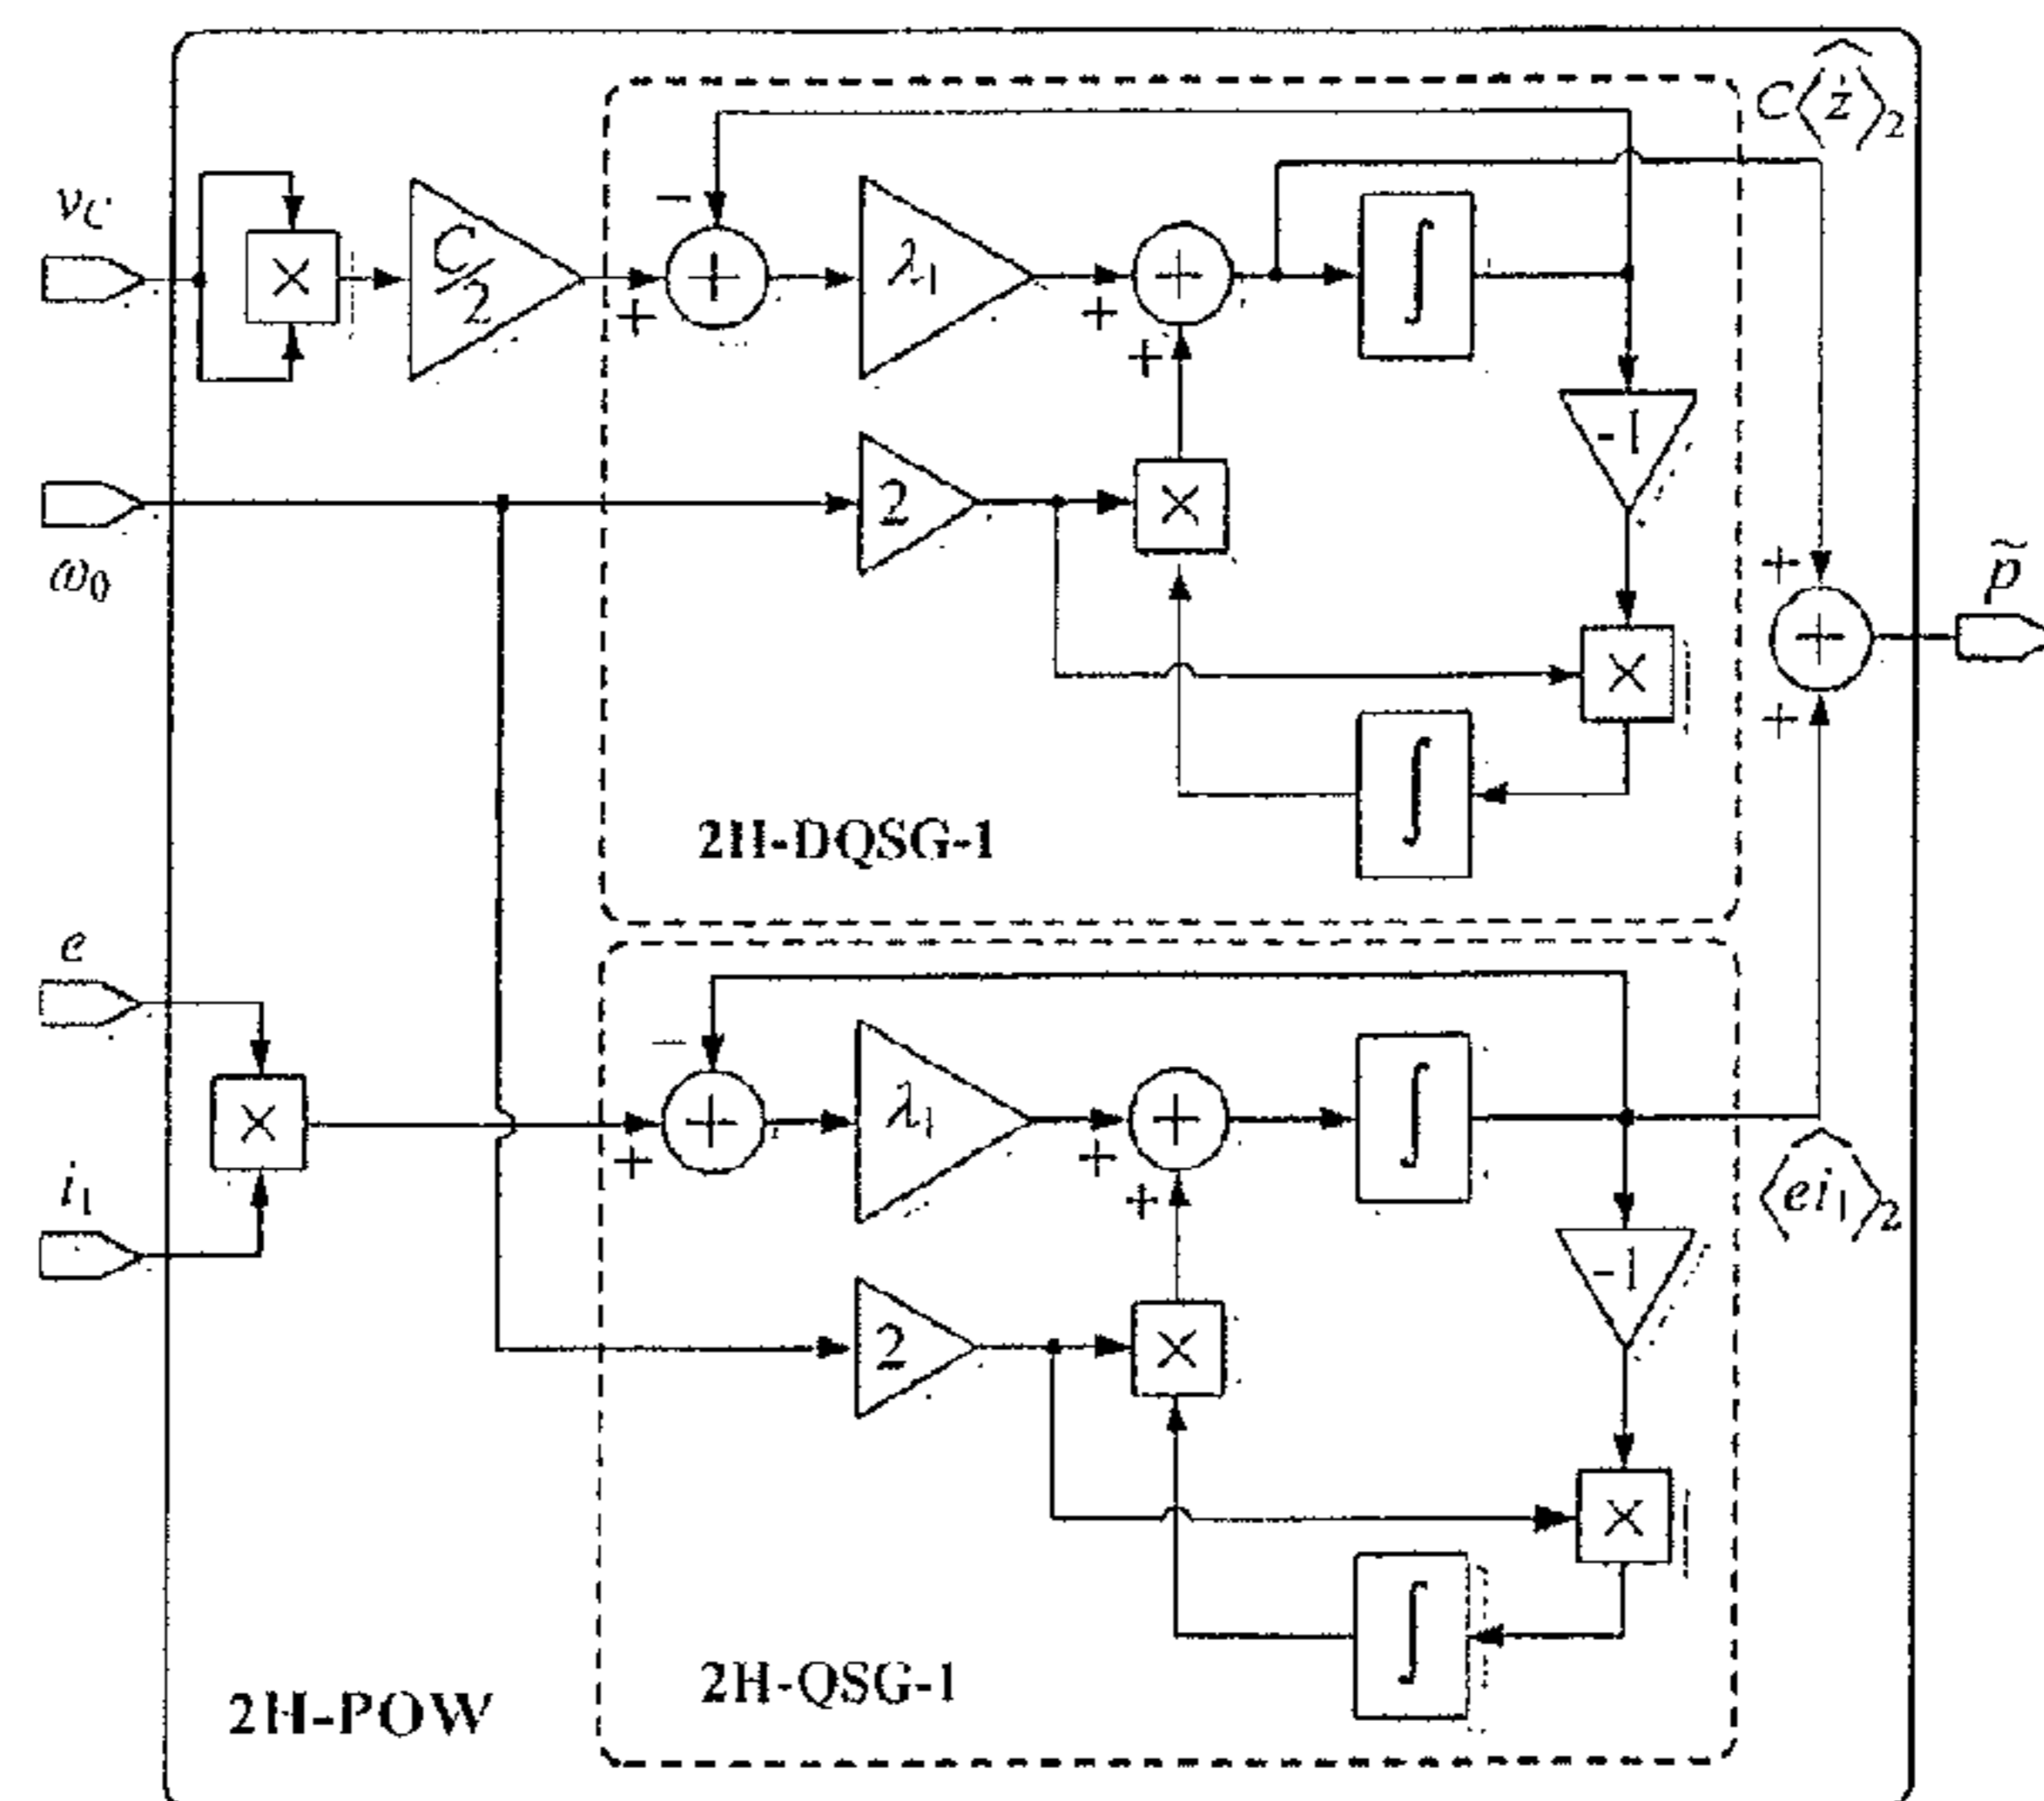 C⟨ż⟩̂₂
v_C
×
C/2
−
+
+
λ₁
+
+
+
∫
-1
ω₀
2
×
×
∫
+
+
+
p̃
2H-DQSG-1
e
×
i₁
−
+
+
λ₁
+
+
+
∫
⟨ei₁⟩̂₂
-1
2
×
×
∫
2H-QSG-1
2H-POW